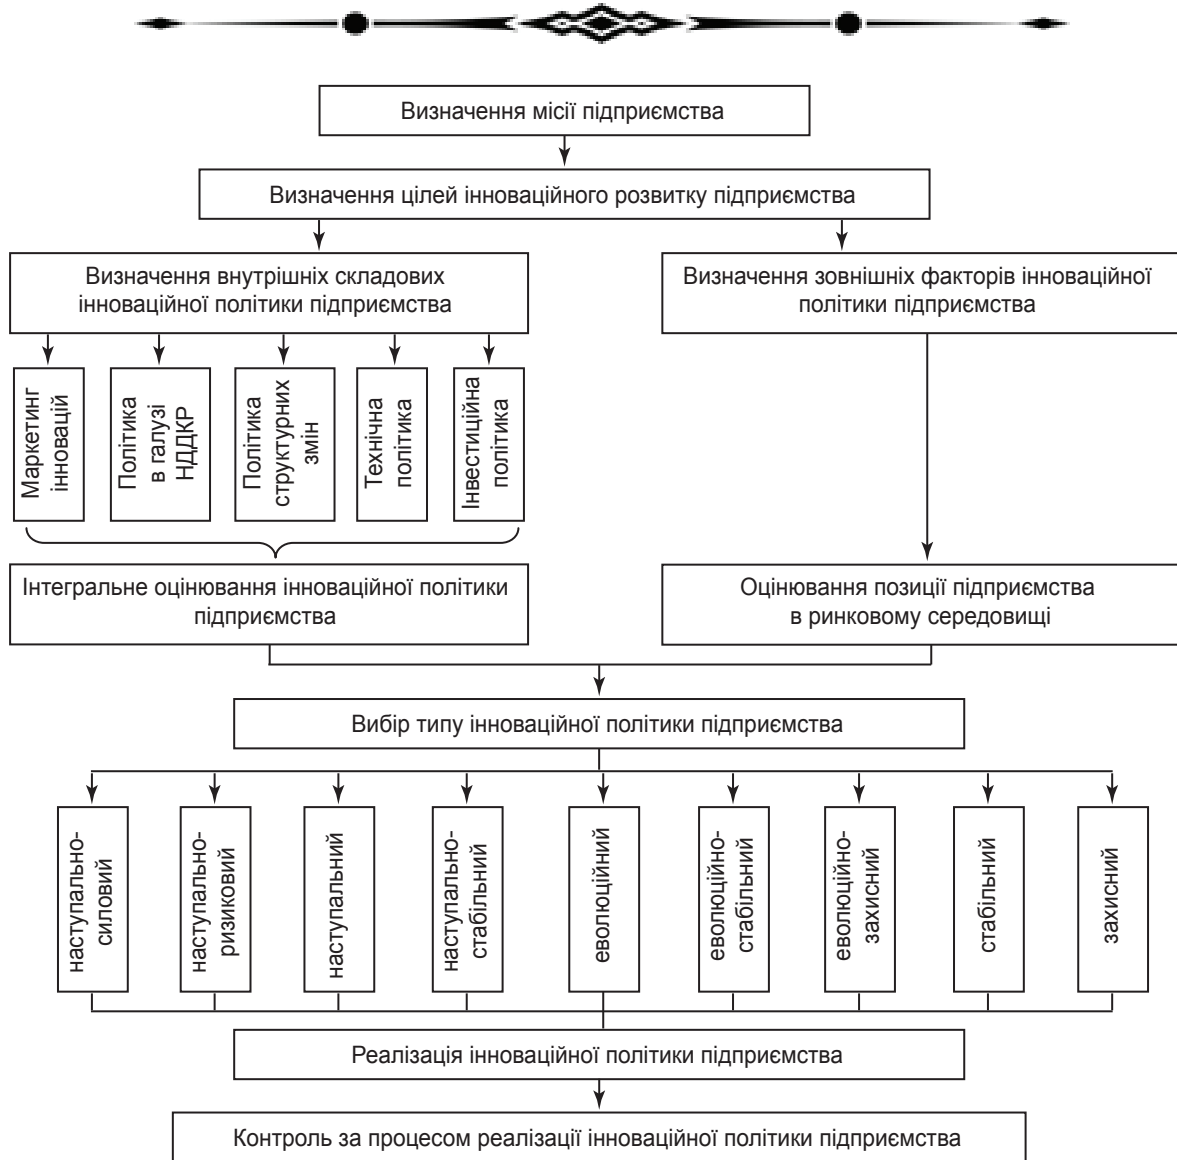 Визначення місії підприємства
Визначення цілей інноваційного розвитку підприємства
Визначення внутрішніх складових
інноваційної політики підприємства
Визначення зовнішніх факторів інноваційної
політики підприємства
Маркетинг
інновацій
Політика
в галузі
НДДКР
Політика
структурних
змін
Технічна
політика
Інвестиційна
політика
Інтегральне оцінювання інноваційної політики
підприємства
Оцінювання позиції підприємства
в ринковому середовищі
Вибір типу інноваційної політики підприємства
наступально-
силовий
наступально-
ризиковий
наступальний
наступально-
стабільний
еволюційний
еволюційно-
стабільний
еволюційно-
захисний
стабільний
захисний
Реалізація інноваційної політики підприємства
Контроль за процесом реалізації інноваційної політики підприємства